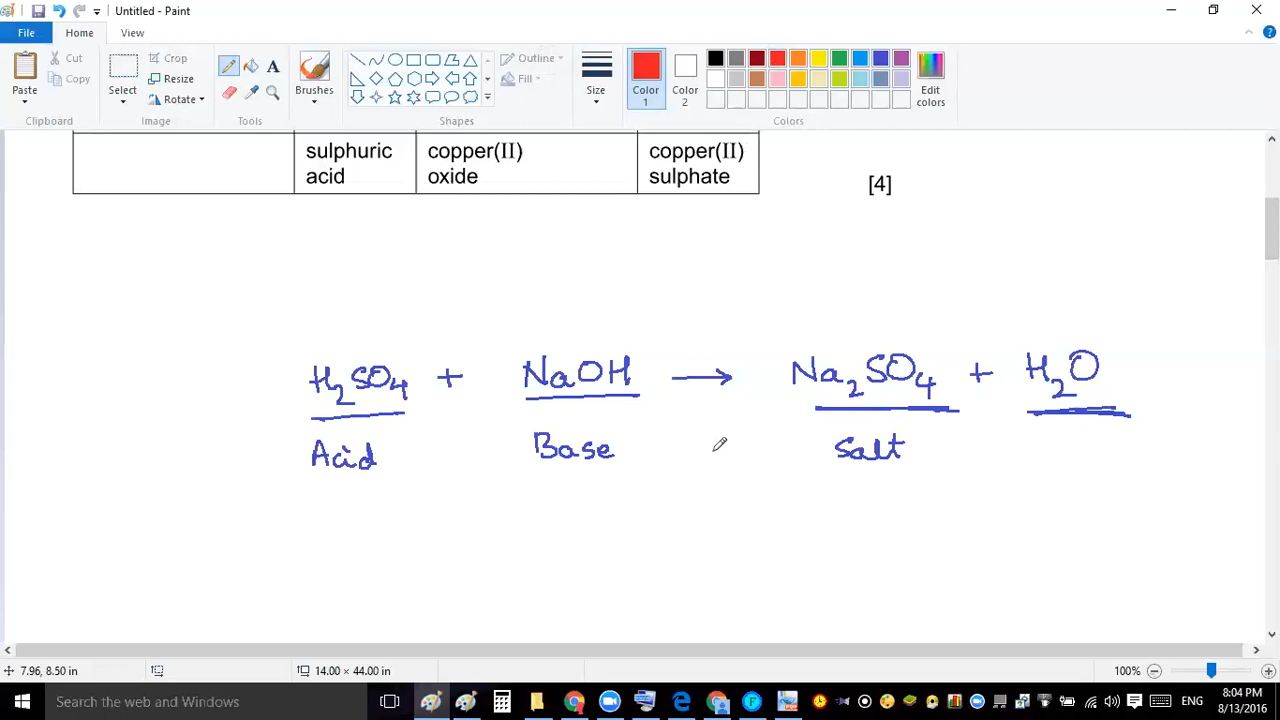 Untitled - Paint
File Home View
Paste Cut Copy Select Crop Resize Rotate A Brushes Outline Fill Size Color 1 Color 2 Edit colors
Clipboard Image Tools Shapes Colors
sulphuric acid copper(II) oxide copper(II) sulphate
[4]
H2SO4 + NaOH → Na2SO4 + H2O
Acid Base Salt
7.96, 8.50 in 14.00 × 44.00 in 100%
Search the web and Windows ENG 8:04 PM
8/13/2016